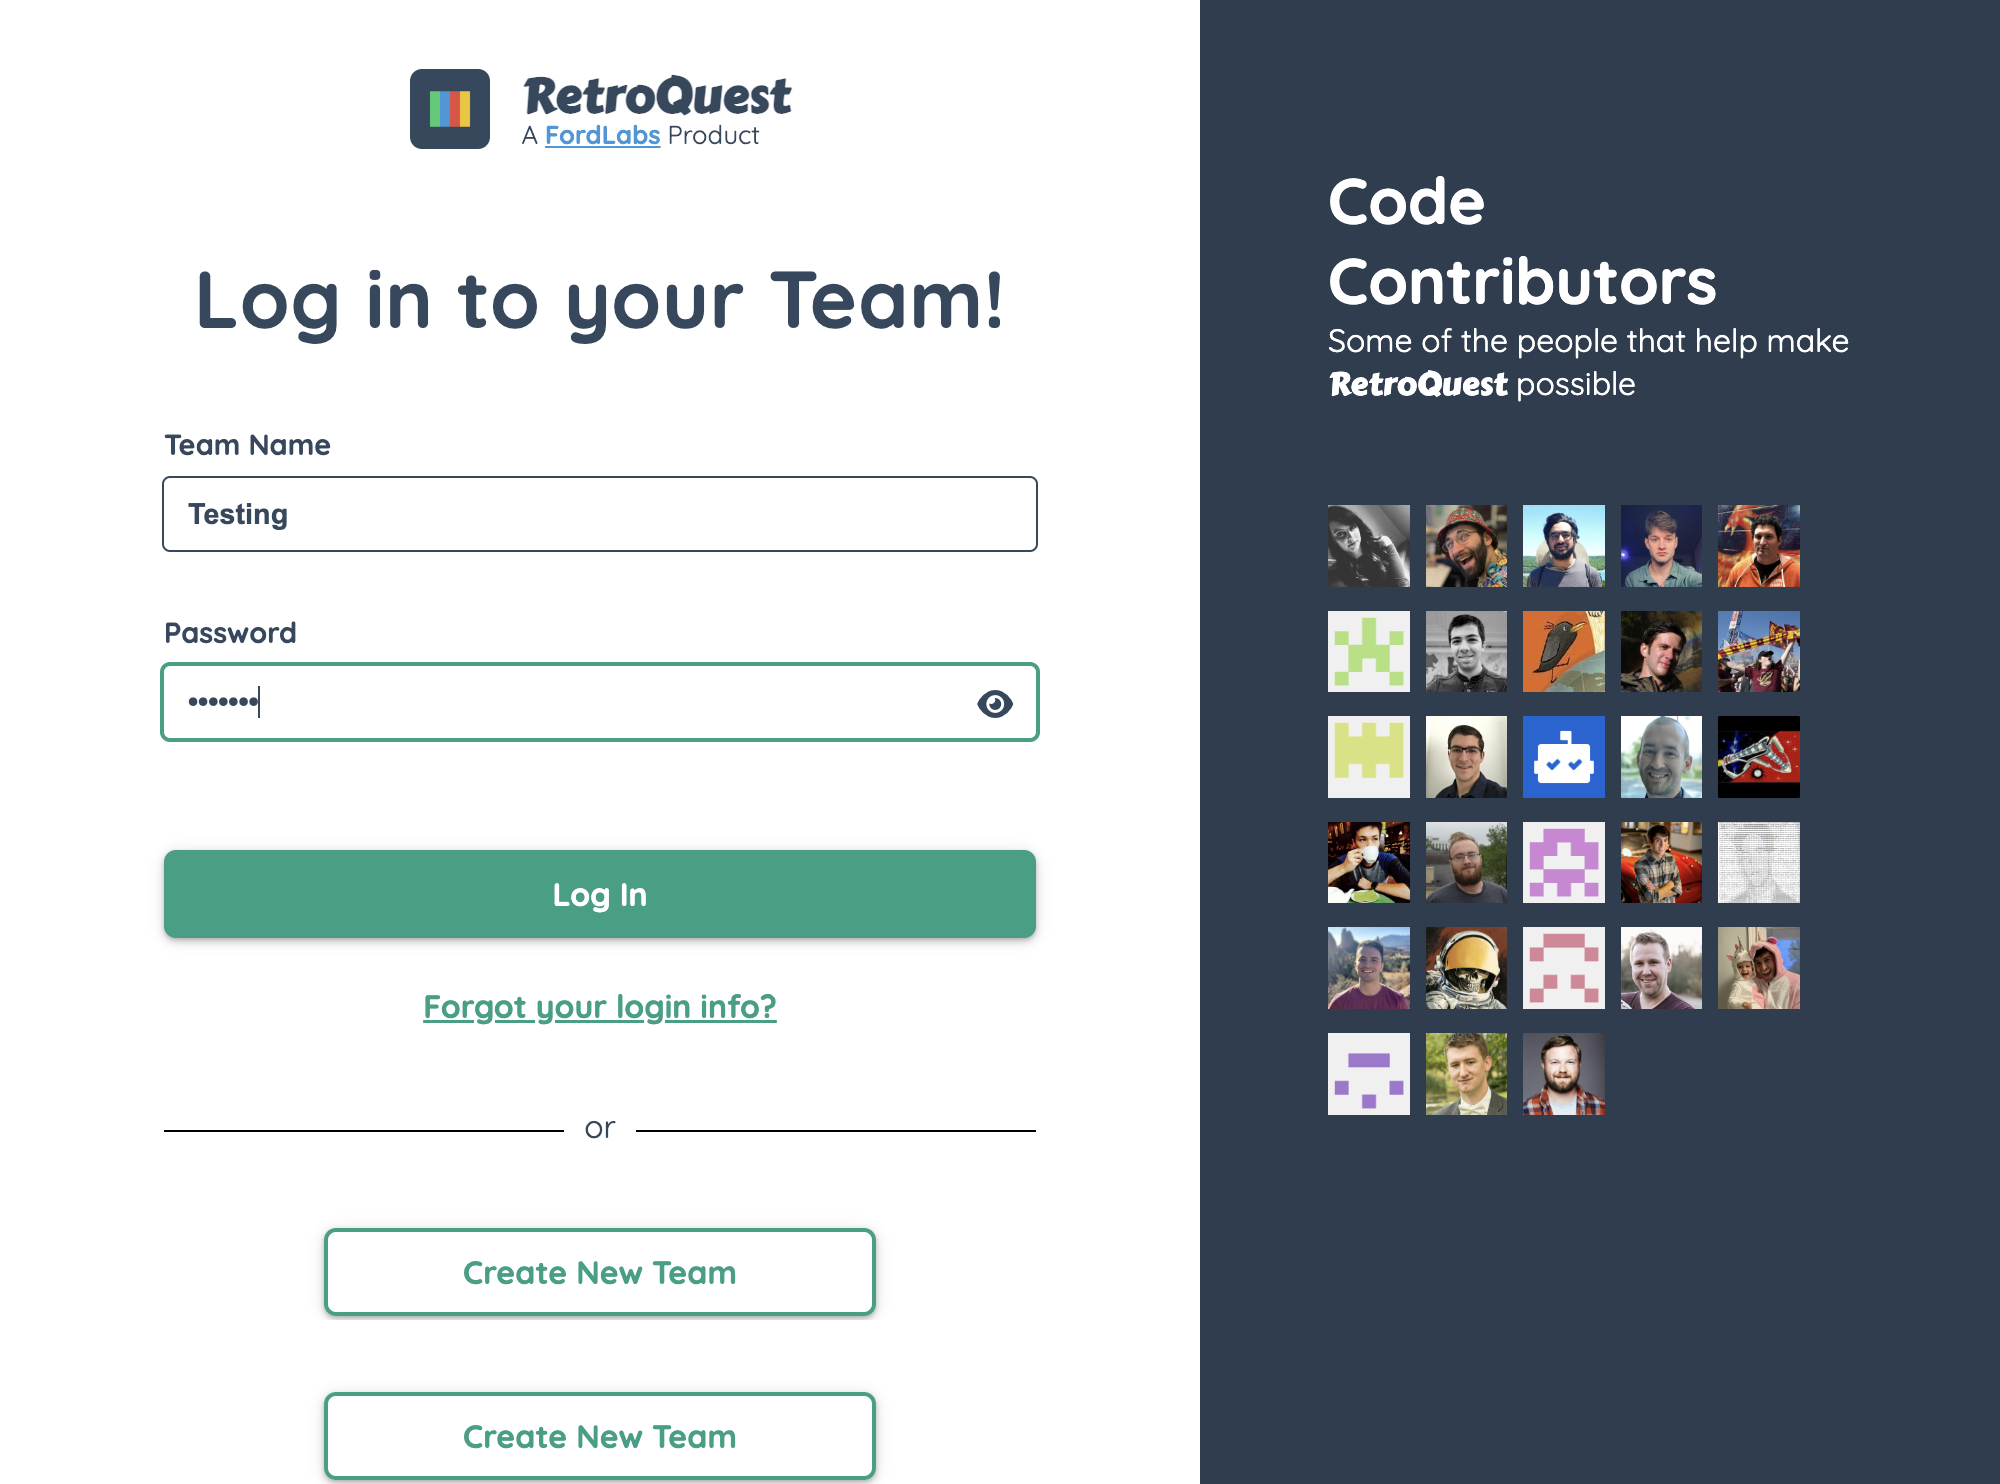 RetroQuest
A FordLabs Product
Log in to your Team!
Team Name
Testing
Password
•••••••
Log In
Forgot your login info?
or
Create New Team
Create New Team
Code
Contributors
Some of the people that help make
RetroQuest possible